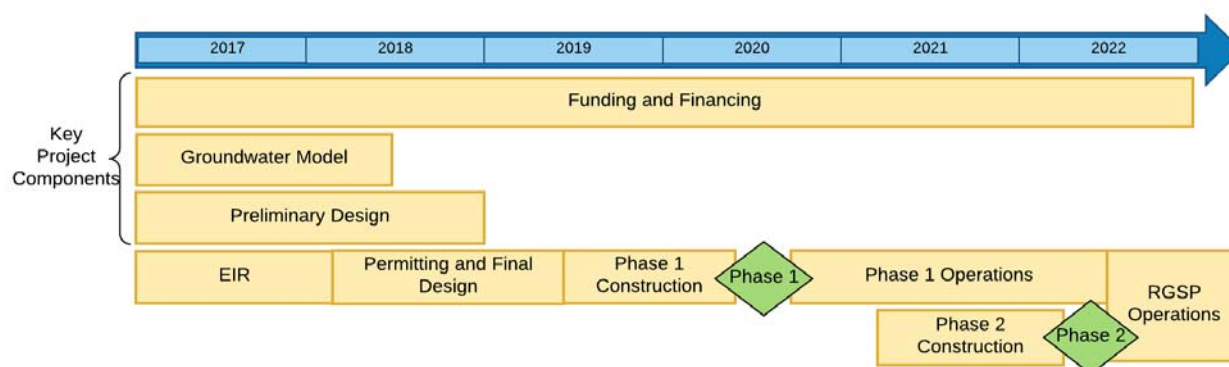 2017 2018 2019 2020 2021 2022
Funding and Financing
Key
Project
Components
Groundwater Model
Preliminary Design
EIR
Permitting and Final
Design
Phase 1
Construction
Phase 1
Phase 1 Operations
RGSP
Operations
Phase 2
Construction
Phase 2